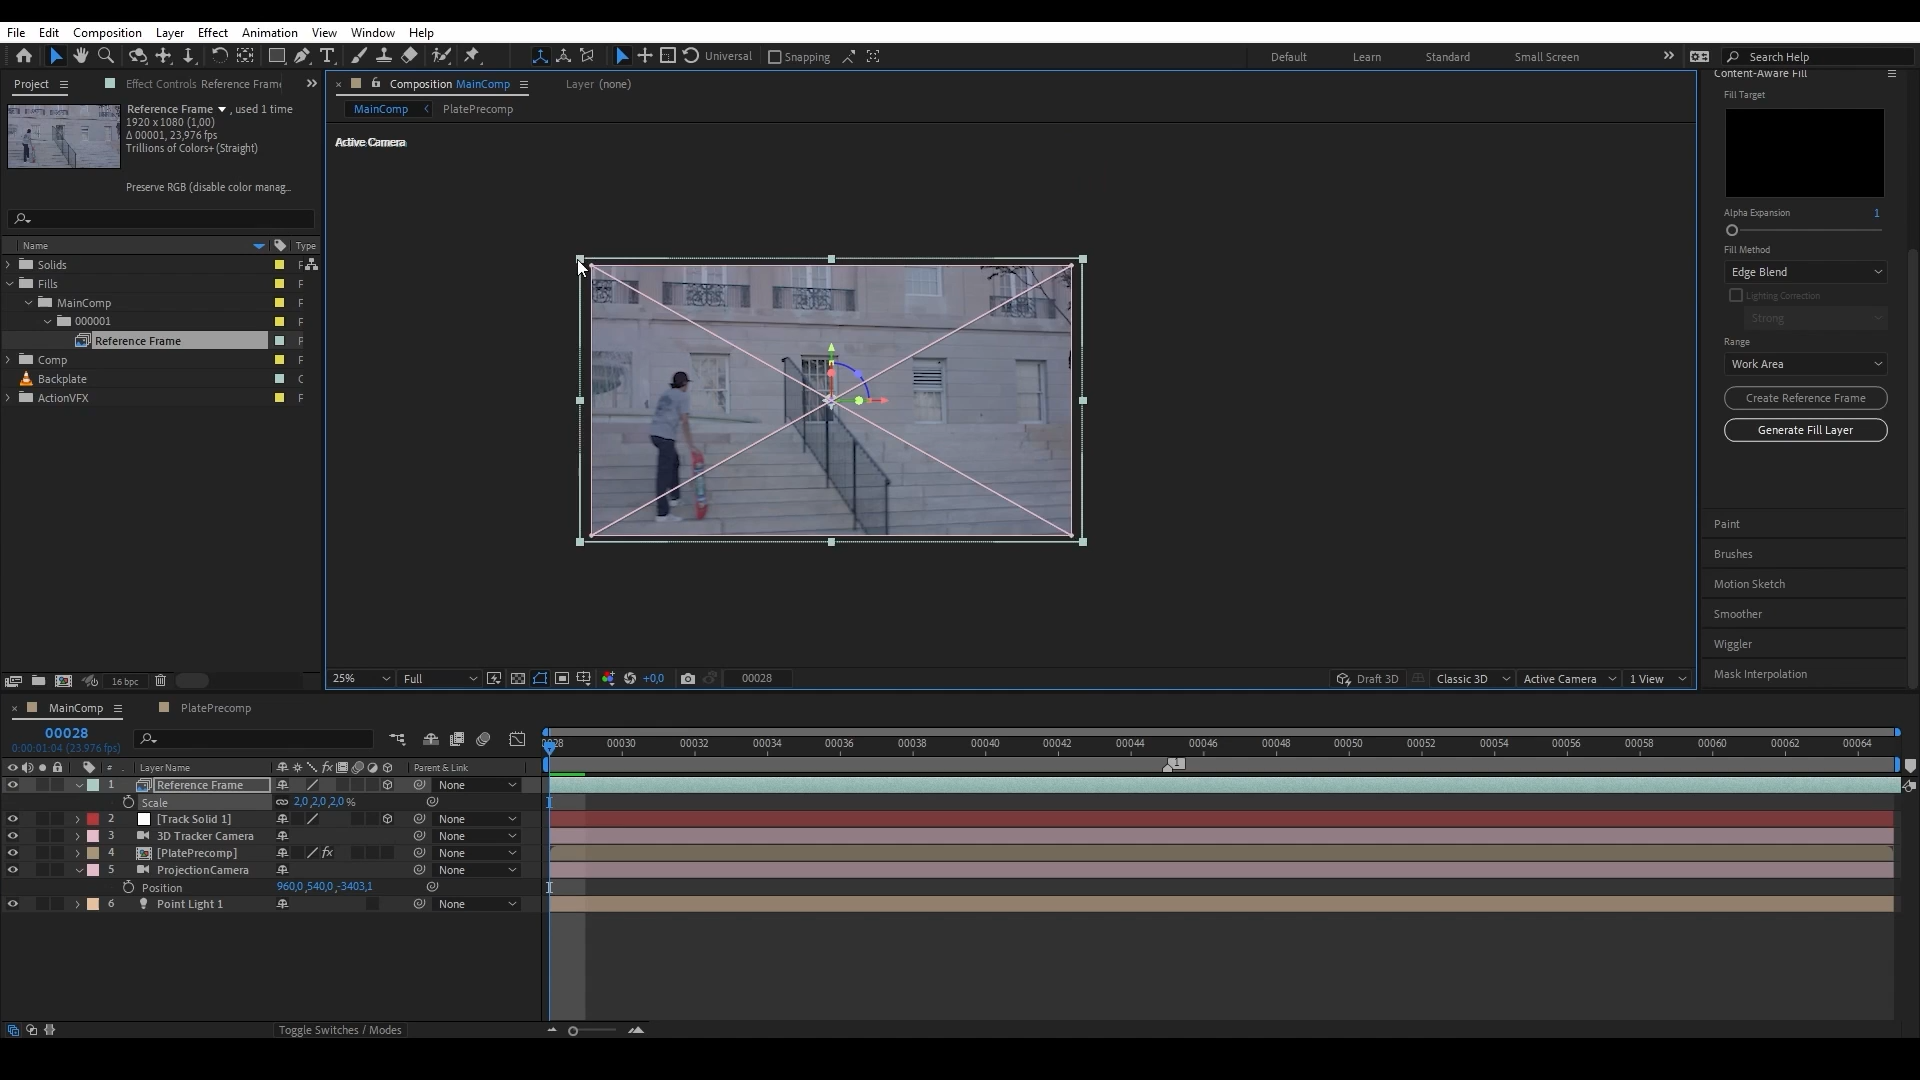 File Edit Composition Layer Effect Animation View Window Help
Universal Snapping Default Learn Standard Small Screen Search Help
Project Effect Controls Reference Frame
Reference Frame , used 1 time
1920 x 1080 (1,00)
Δ 00001, 23,976 fps
Trillions of Colors+ (Straight)
Preserve RGB (disable color manag...
Name Type
Solids
Fills
MainComp
000001
Reference Frame
Comp
Backplate
ActionVFX
16 bpc
Composition MainComp Layer (none)
MainComp PlatePrecomp
Active Camera
25% Full +0,0 00028 Draft 3D Classic 3D Active Camera 1 View
Content-Aware Fill
Fill Target
Alpha Expansion 1
Fill Method
Edge Blend
Lighting Correction
Strong
Range
Work Area
Create Reference Frame
Generate Fill Layer
Paint
Brushes
Motion Sketch
Smoother
Wiggler
Mask Interpolation
MainComp PlatePrecomp
00028
0:00:01:04 (23.976 fps)
# Layer Name Parent & Link
028 00030 00032 00034 00036 00038 00040 00042 00044 00046 00048 00050 00052 00054 00056 00058 00060 00062 00064
1
1 Reference Frame None
Scale 2,0,2,0,2,0%
2 [Track Solid 1] None
3 3D Tracker Camera None
4 [PlatePrecomp] fx None
5 ProjectionCamera None
Position 960,0,540,0,-3403,1
6 Point Light 1 None
Toggle Switches / Modes